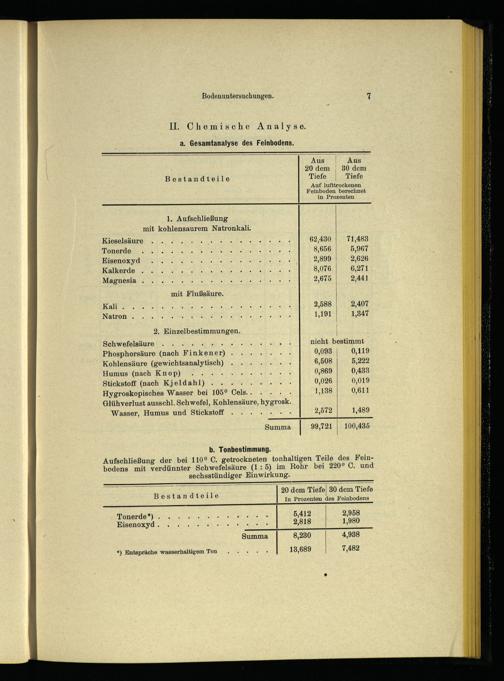 Bodenuntersuchungen. 7
II. Chemische Analyse.
a. Gesamtanalyse des Feinbodens.
Bestandteile
Aus 20 dem Tiefe
Aus 30 dem Tiefe
Auf lufttrockenen Feinboden berechnet in Prozenten
1. Aufschließung
mit kohlensaurem Natronkali.
Kieselsäure . . . 62,430 71,483
Tonerde . . . 8,656 5,967
Eisenoxyd . . . 2,899 2,626
Kalkerde . . . 8,076 6,271
Magnesia . . . 2,675 2,441
mit Flußsäure.
Kali . . . 2,588 2,407
Natron . . . 1,191 1,347
2. Einzelbestimmungen.
Schwefelsäure . . . nicht bestimmt
Phosphorsäure (nach Finkener) . . . 0,093 0,119
Kohlensäure (gewichtsanalytisch) . . . 6,508 5,222
Humus (nach Knop) . . . 0,869 0,433
Stickstoff (nach Kjeldahl) . . . 0,026 0,019
Hygroskopisches Wasser bei 105° Cels. . . . 1,138 0,611
Glühverlust ausschl. Schwefel, Kohlensäure, hygrosk.
Wasser, Humus und Stickstoff . . . 2,572 1,489
Summa 99,721 100,435
b. Tonbestimmung.
Aufschließung der bei 110° C. getrockneten tonhaltigen Teile des Fein-
bodens mit verdünnter Schwefelsäure (1 : 5) im Rohr bei 220° C. und
sechsstündiger Einwirkung.
Bestandteile
20 dem Tiefe 30 dem Tiefe
In Prozenten des Feinbodens
Tonerde*) . . . 5,412 2,958
Eisenoxyd . . . 2,818 1,980
Summa 8,230 4,938
*) Entspräche wasserhaltigem Ton . . . 13,689 7,482